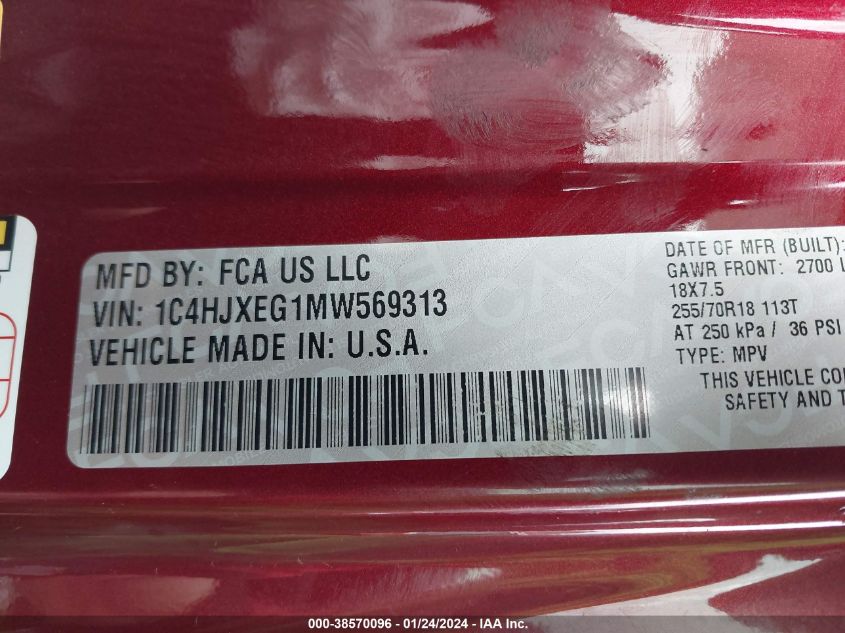 MFD BY: FCA US LLC
VIN: 1C4HJXEG1MW569313
VEHICLE MADE IN: U.S.A.
DATE OF MFR (BUILT):
GAWR FRONT: 2700 L
18X7.5
255/70R18 113T
AT 250 kPa / 36 PSI
TYPE: MPV
THIS VEHICLE CO
SAFETY AND T
000-38570096 - 01/24/2024 - IAA Inc.